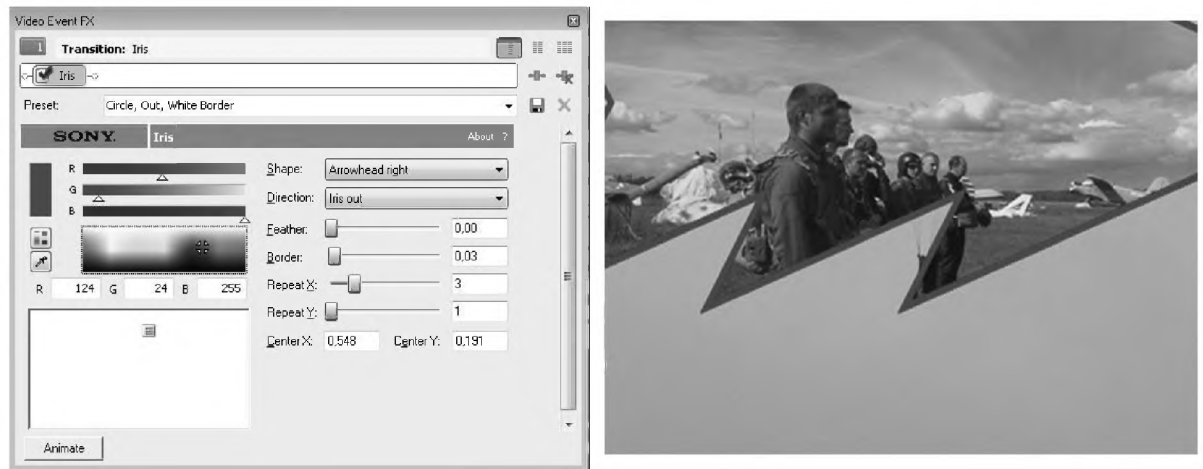 Video Event FX
1 Transition: Iris
Iris
Preset: Circle, Out, White Border
SONY. Iris About ?
R
G
B
R 124 G 24 B 255
Shape: Arrowhead right
Direction: Iris out
Feather: 0,00
Border: 0,03
Repeat X: 3
Repeat Y: 1
Center X: 0,548 Center Y: 0,191
Animate